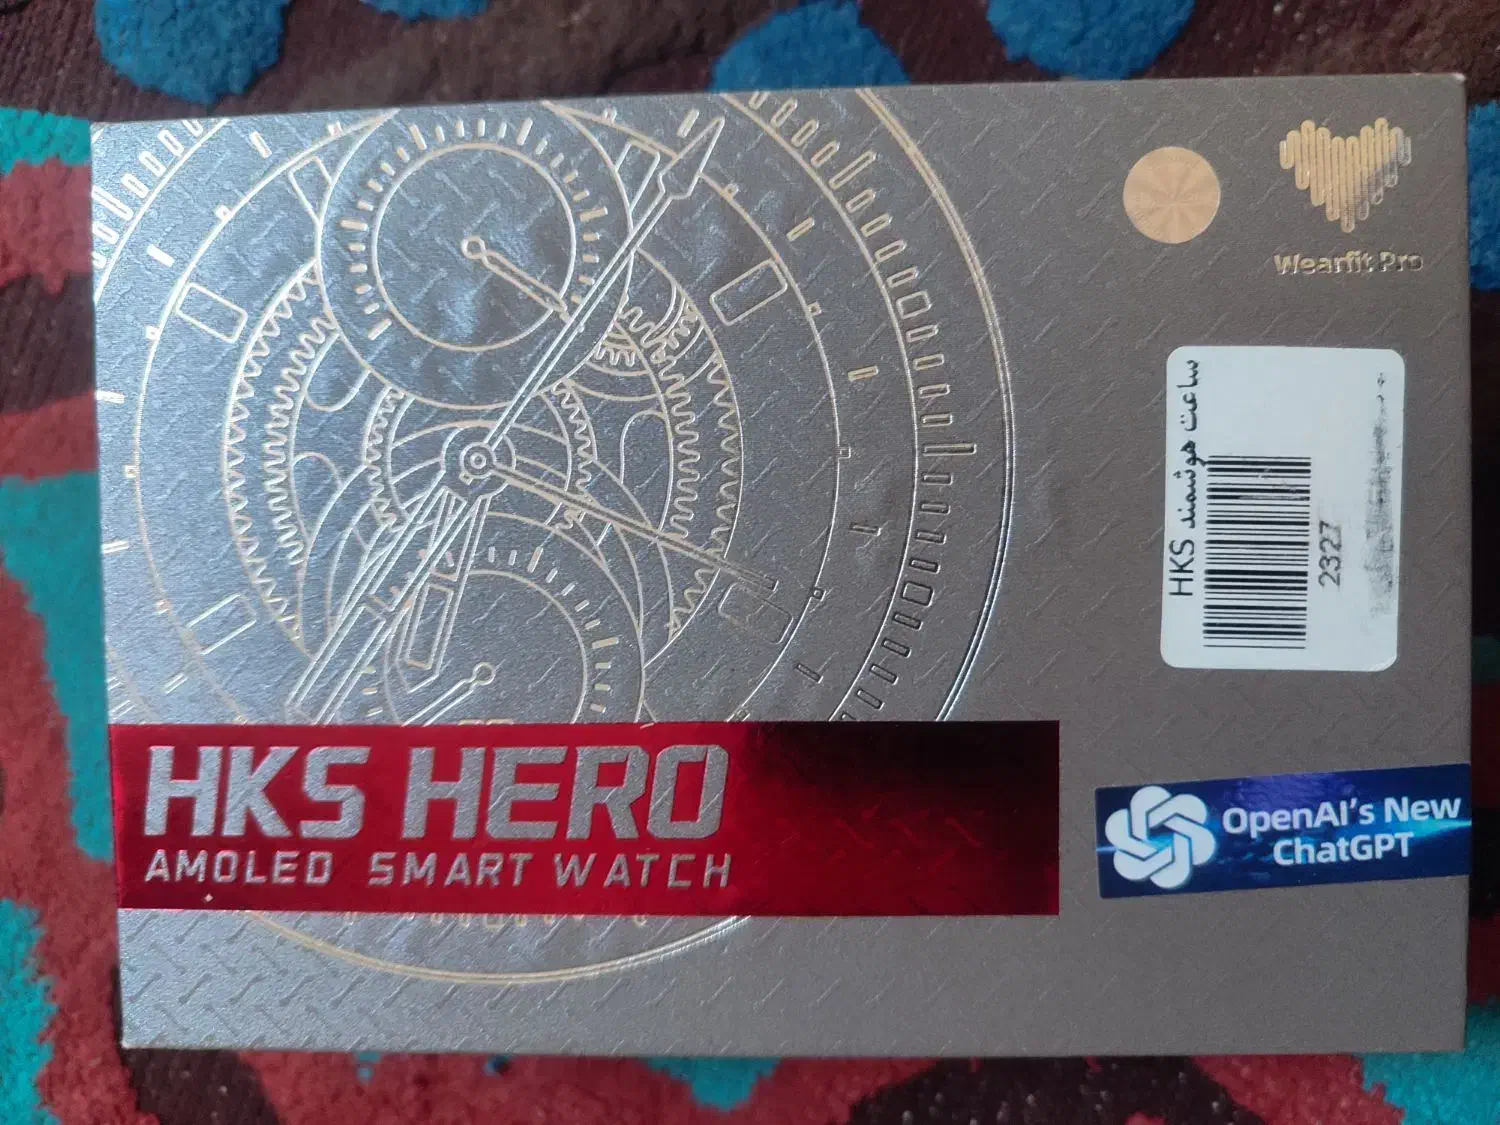 Wearfit Pro
ساعت هوشمند HKS
2327
HKS HERO
AMOLED SMART WATCH
OpenAI's New
ChatGPT